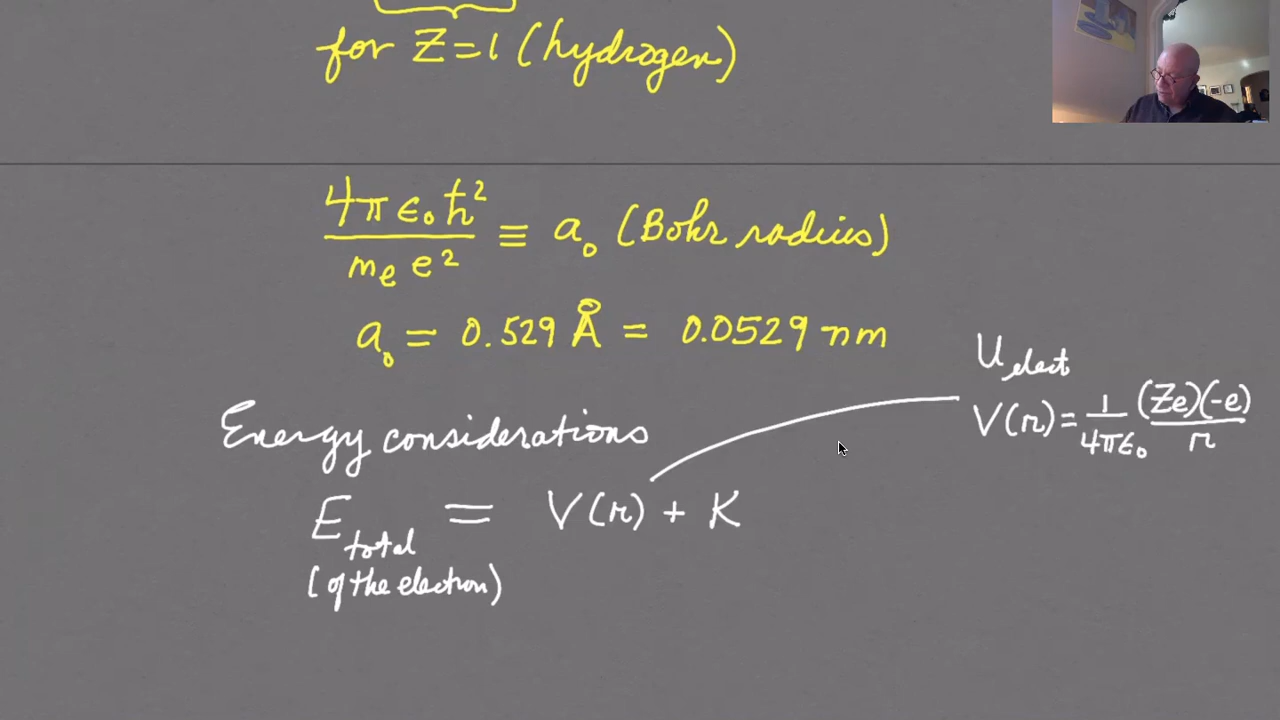 for Z=1 (hydrogen)
4πε₀ħ² / mₑe² ≡ a₀ (Bohr radius)
a₀ = 0.529 Å = 0.0529 nm
U_elect
V(r) = 1/4πε₀ (Ze)(-e)/r
Energy considerations
E_total = V(r) + K
(of the electron)